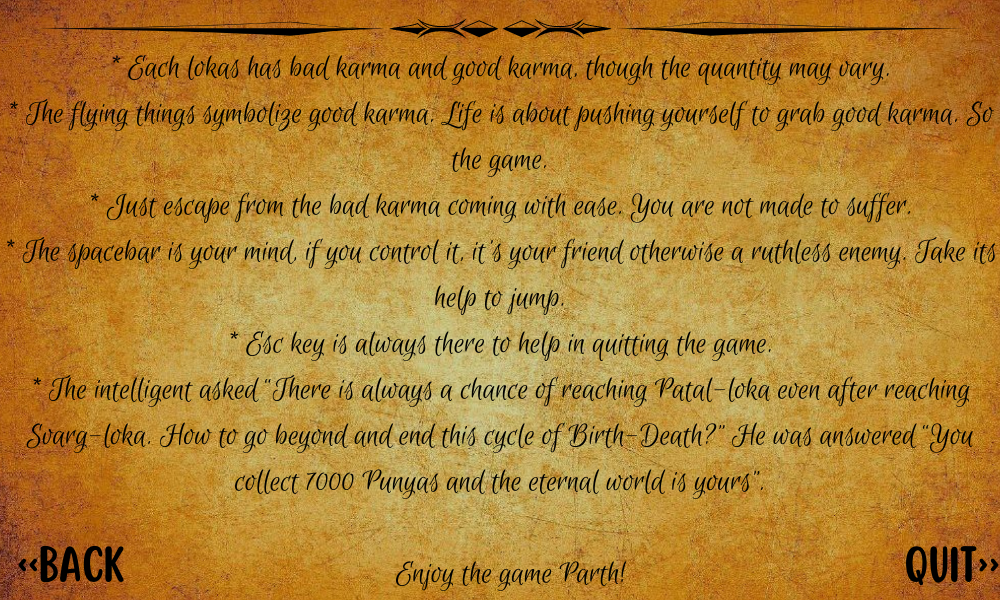 * Each lokas has bad karma and good karma, though the quantity may vary.
* The flying things symbolize good karma. Life is about pushing yourself to grab good karma. So
the game.
* Just escape from the bad karma coming with ease. You are not made to suffer.
* The spacebar is your mind, if you control it, it's your friend otherwise a ruthless enemy. Take its
help to jump.
* Esc key is always there to help in quitting the game.
* The intelligent asked "There is always a chance of reaching Patal-loka even after reaching
Svarg-loka. How to go beyond and end this cycle of Birth-Death?" He was answered "You
collect 7000 Punyas and the eternal world is yours".
<<BACK
Enjoy the game Parth!
QUIT>>